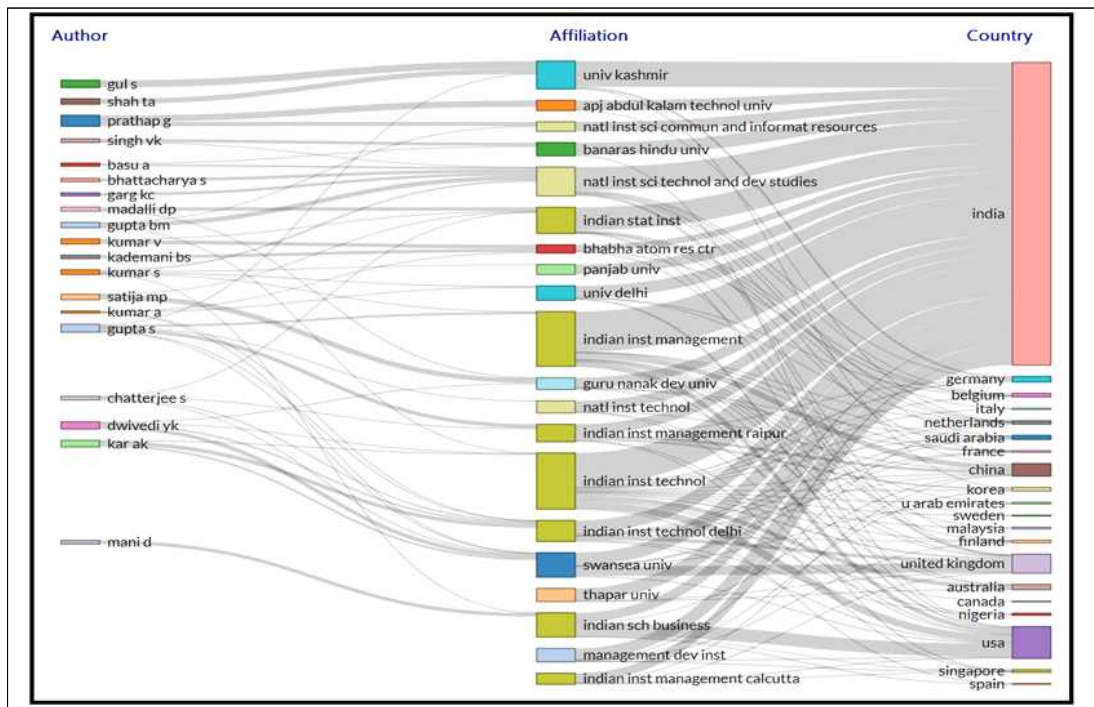 Author
Affiliation
Country
gul s
shah ta
prathap g
singh vk
basu a
bhattacharya s
garg kc
madalli dp
gupta bm
kumar v
kademani bs
kumar s
satija mp
kumar a
gupta s
chatterjee s
dwivedi yk
kar ak
mani d
univ kashmir
apj abdul kalam technol univ
natl inst sci commun and informat resources
banaras hindu univ
natl inst sci technol and dev studies
indian stat inst
bhabha atom res ctr
panjab univ
univ delhi
indian inst management
guru nanak dev univ
natl inst technol
indian inst management raipur
indian inst technol
indian inst technol delhi
swansea univ
thapar univ
indian sch business
management dev inst
indian inst management calcutta
india
germany
belgium
italy
netherlands
saudi arabia
france
china
korea
u arab emirates
sweden
malaysia
finland
united kingdom
australia
canada
nigeria
usa
singapore
spain